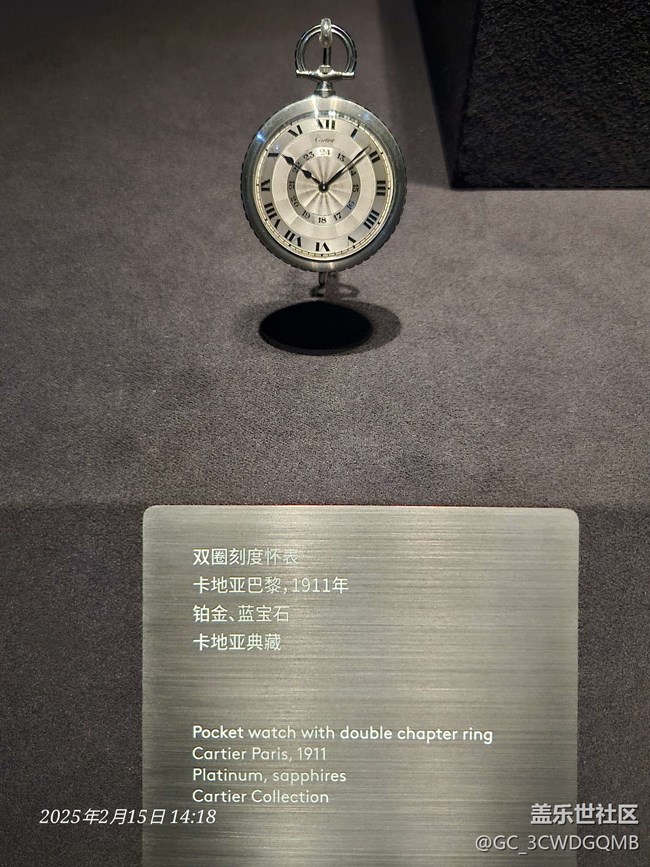 Cartier
双圈刻度怀表
卡地亚巴黎，1911年
铂金、蓝宝石
卡地亚典藏
Pocket watch with double chapter ring
Cartier Paris, 1911
Platinum, sapphires
Cartier Collection
2025年2月15日 14:18
盖乐世社区
@GC_3CWDGQMB